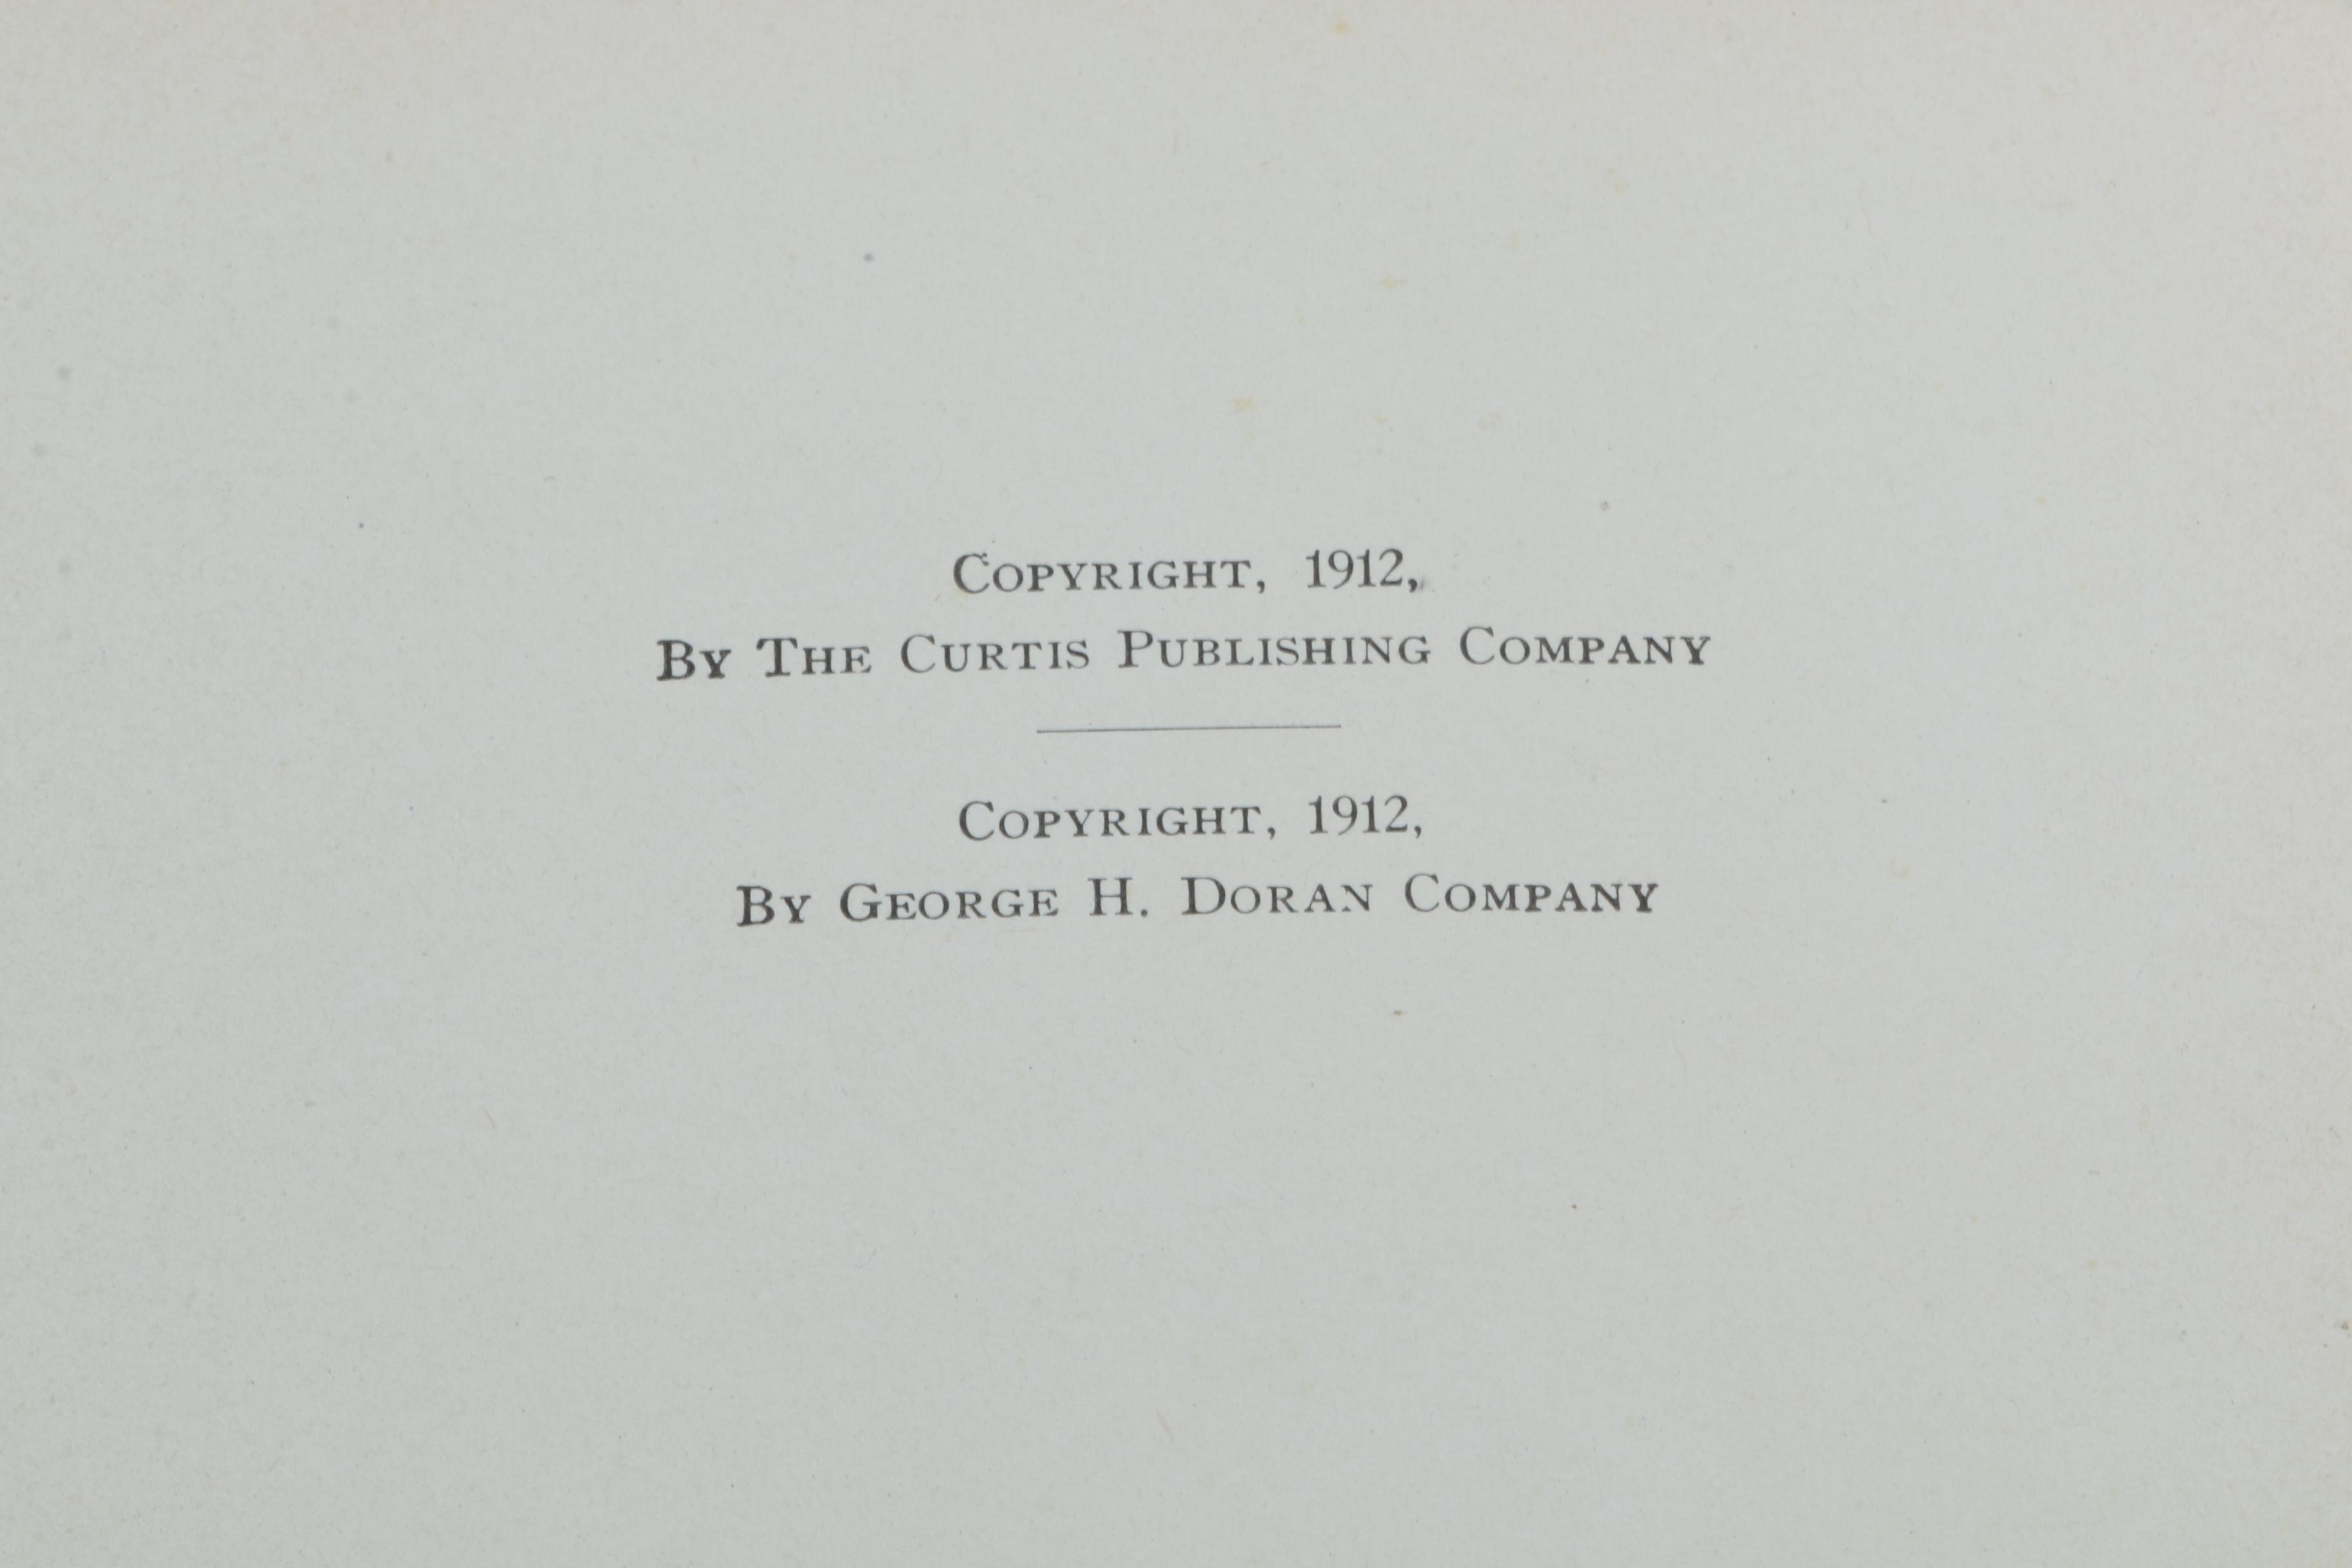 Copyright, 1912,
By The Curtis Publishing Company
Copyright, 1912,
By George H. Doran Company